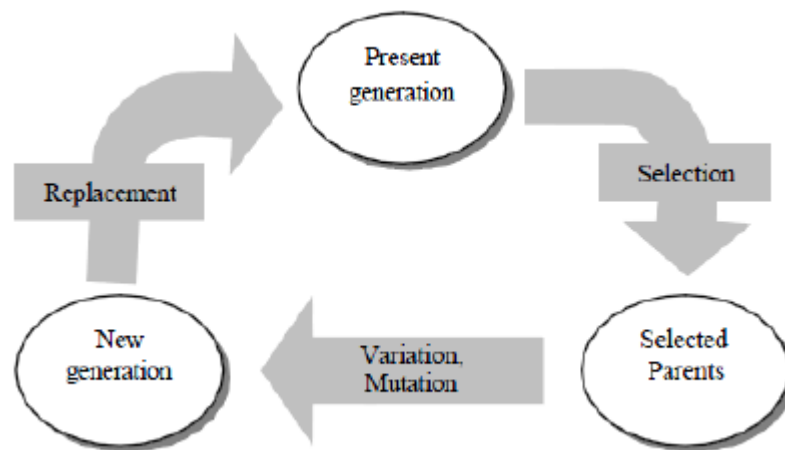 Present
generation
Replacement
Selection
New
generation
Variation,
Mutation
Selected
Parents